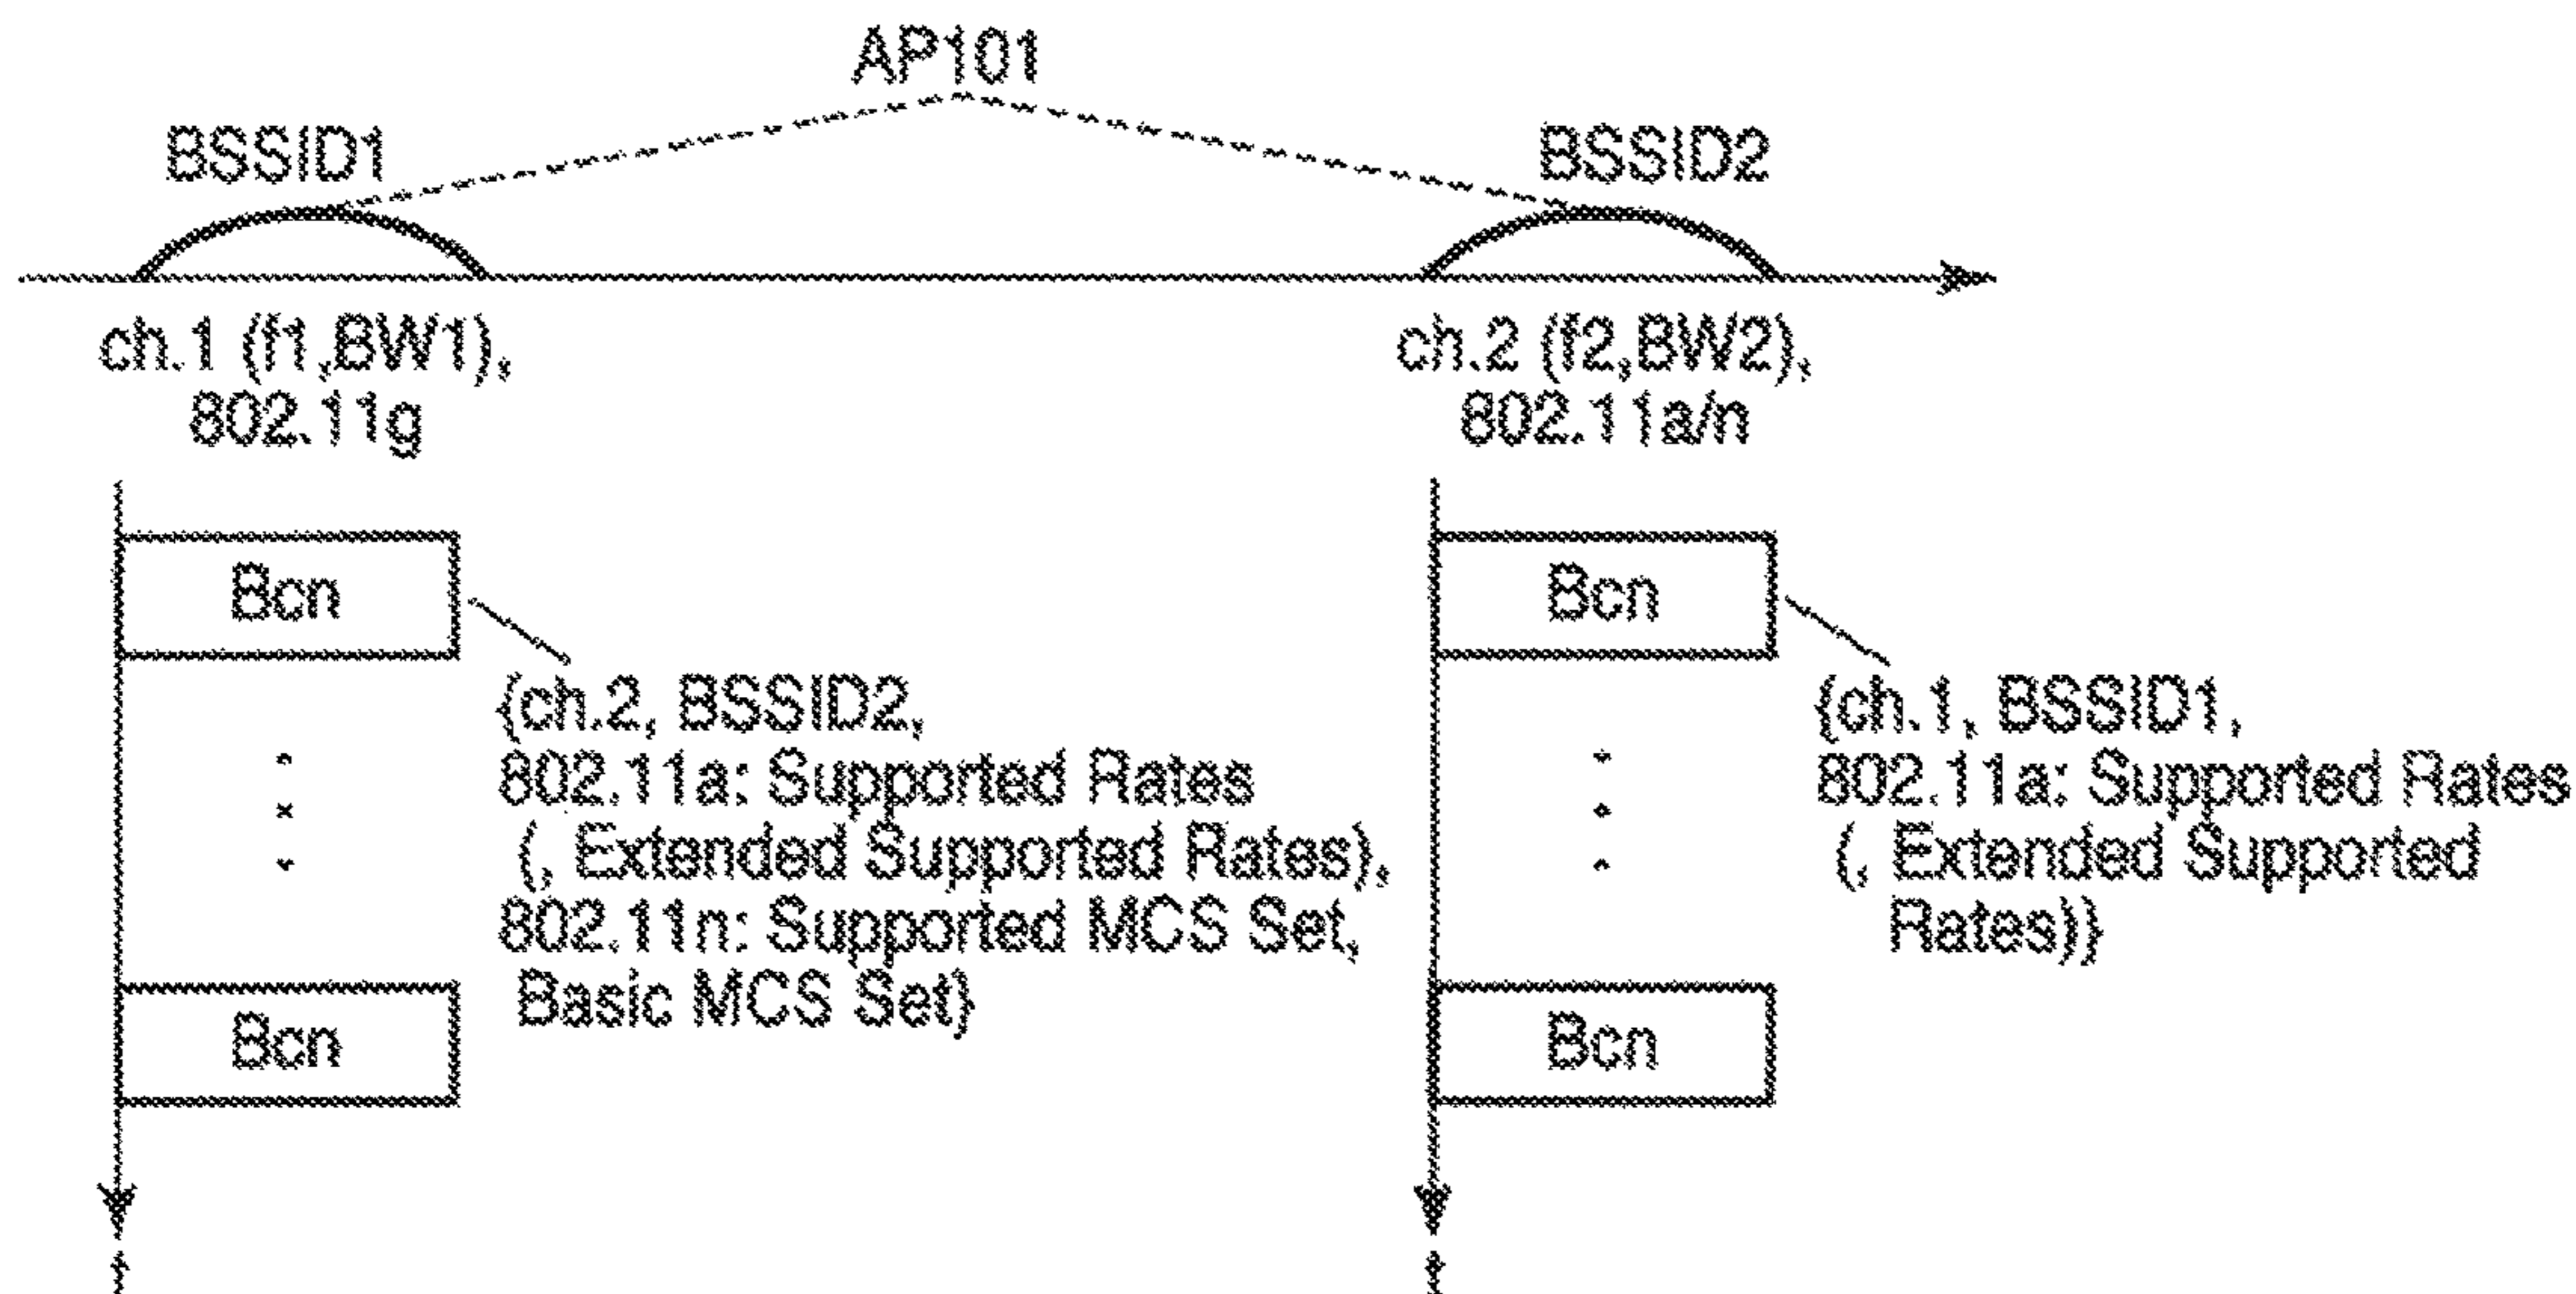 AP101
BSSID1
BSSID2
ch.1 (f1,BW1),
802.11g
ch.2 (f2,BW2),
802.11a/n
Bcn
{ch.2, BSSID2,
802.11a: Supported Rates
(, Extended Supported Rates),
802.11n: Supported MCS Set,
Basic MCS Set}
Bcn
Bcn
{ch.1, BSSID1,
802.11a: Supported Rates
(, Extended Supported
Rates)}
Bcn
t
t